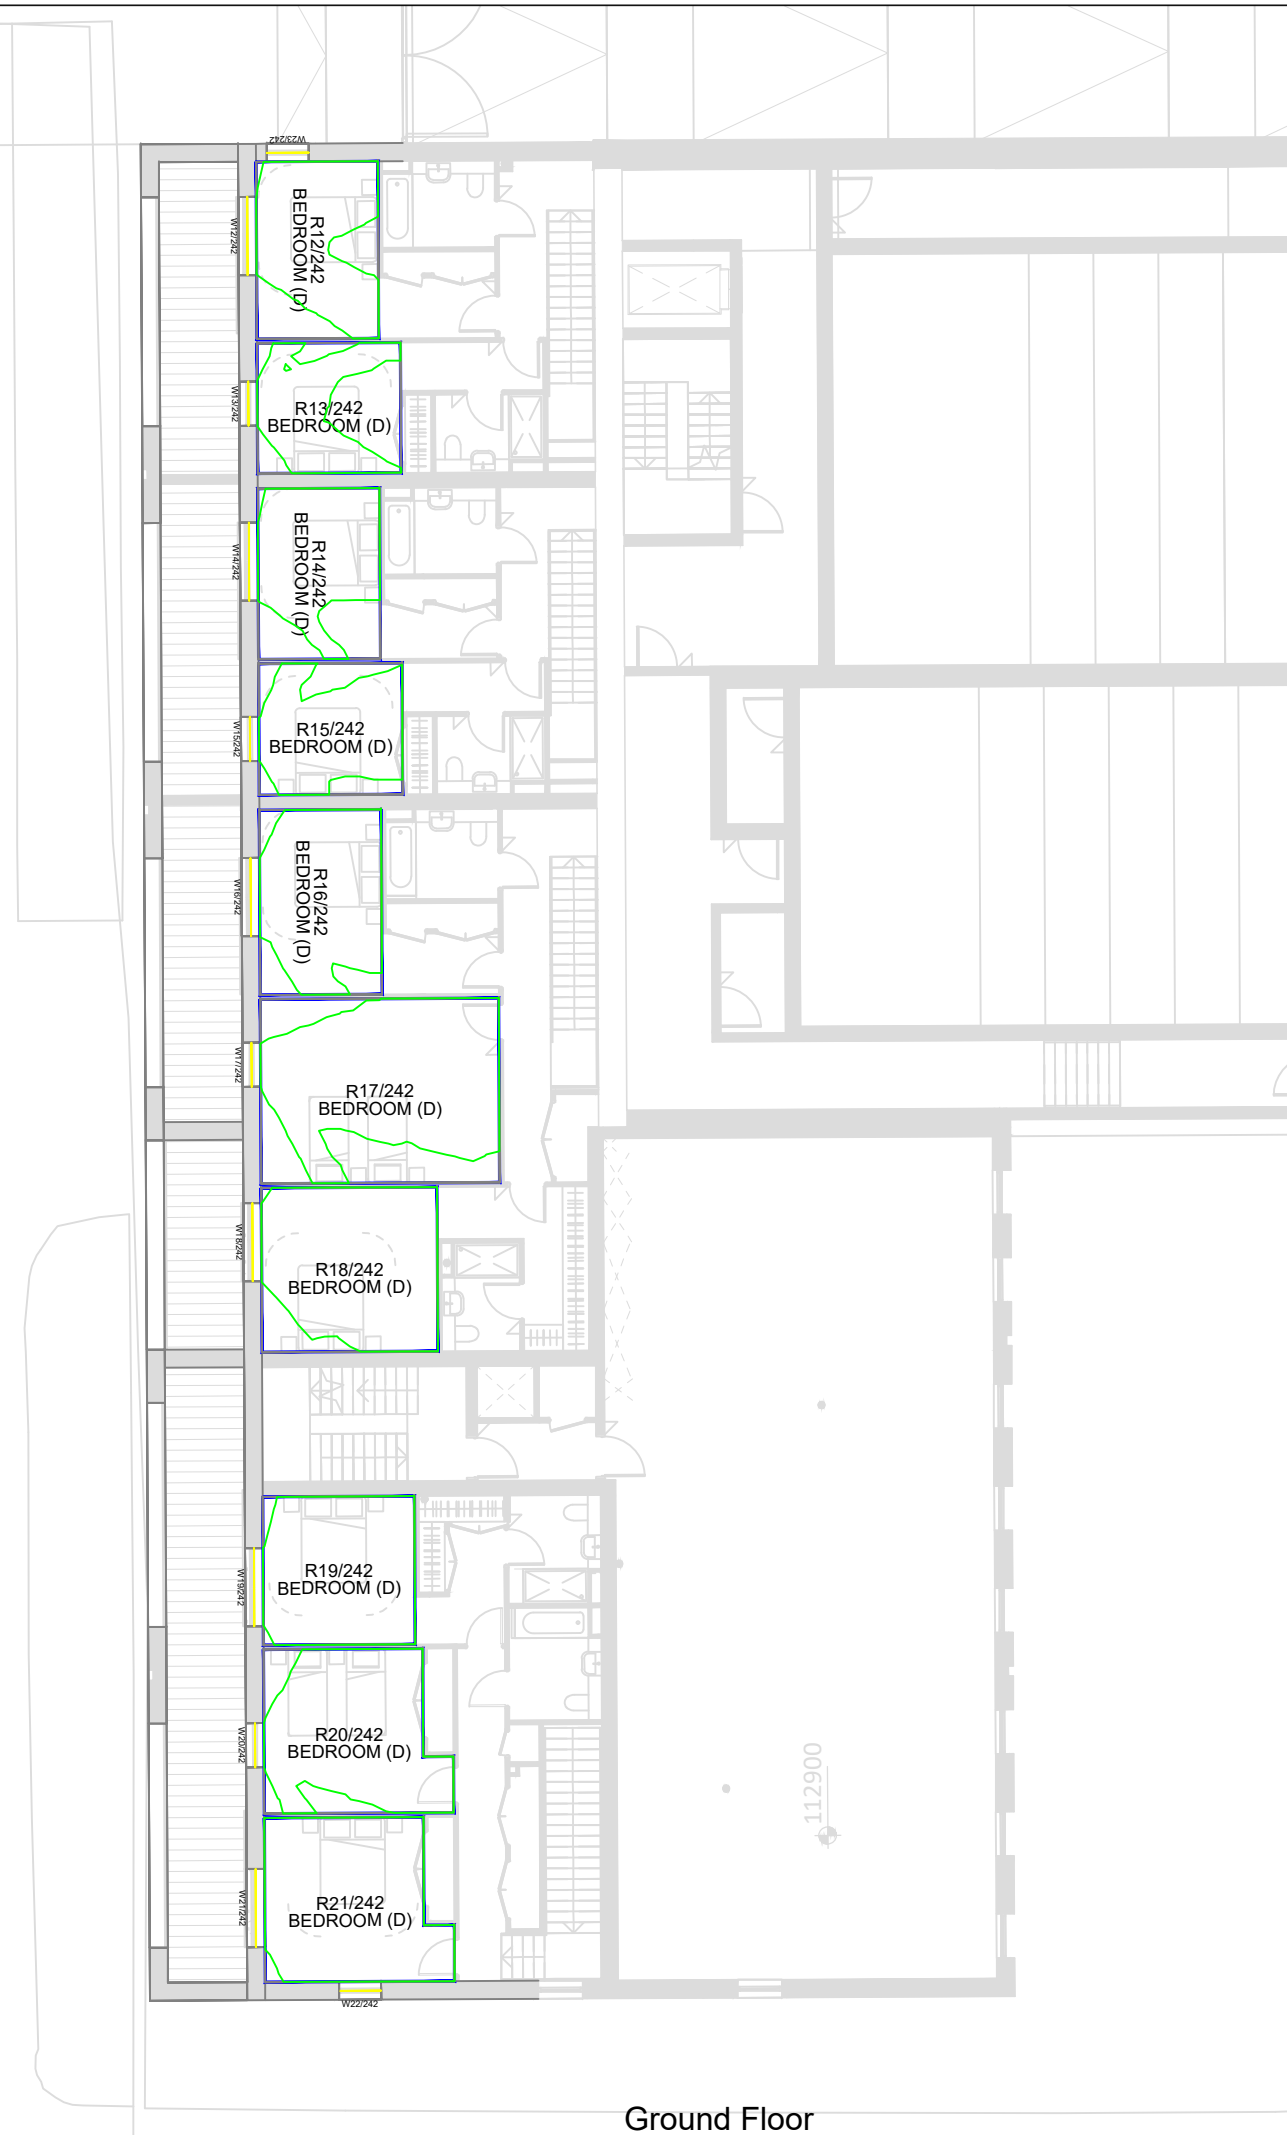 W23/242
W12/242
R12/242
BEDROOM (D)
W13/242
R13/242
BEDROOM (D)
W14/242
R14/242
BEDROOM (D)
W15/242
R15/242
BEDROOM (D)
W16/242
R16/242
BEDROOM (D)
W17/242
R17/242
BEDROOM (D)
W18/242
R18/242
BEDROOM (D)
W19/242
R19/242
BEDROOM (D)
W20/242
R20/242
BEDROOM (D)
112900
W21/242
R21/242
BEDROOM (D)
W22/242
Ground Floor